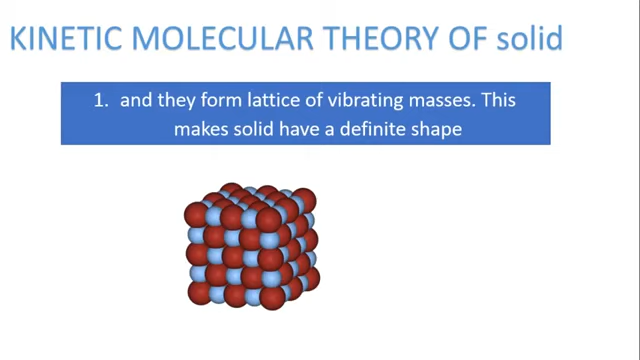 KINETIC MOLECULAR THEORY OF solid
1. and they form lattice of vibrating masses. This
makes solid have a definite shape